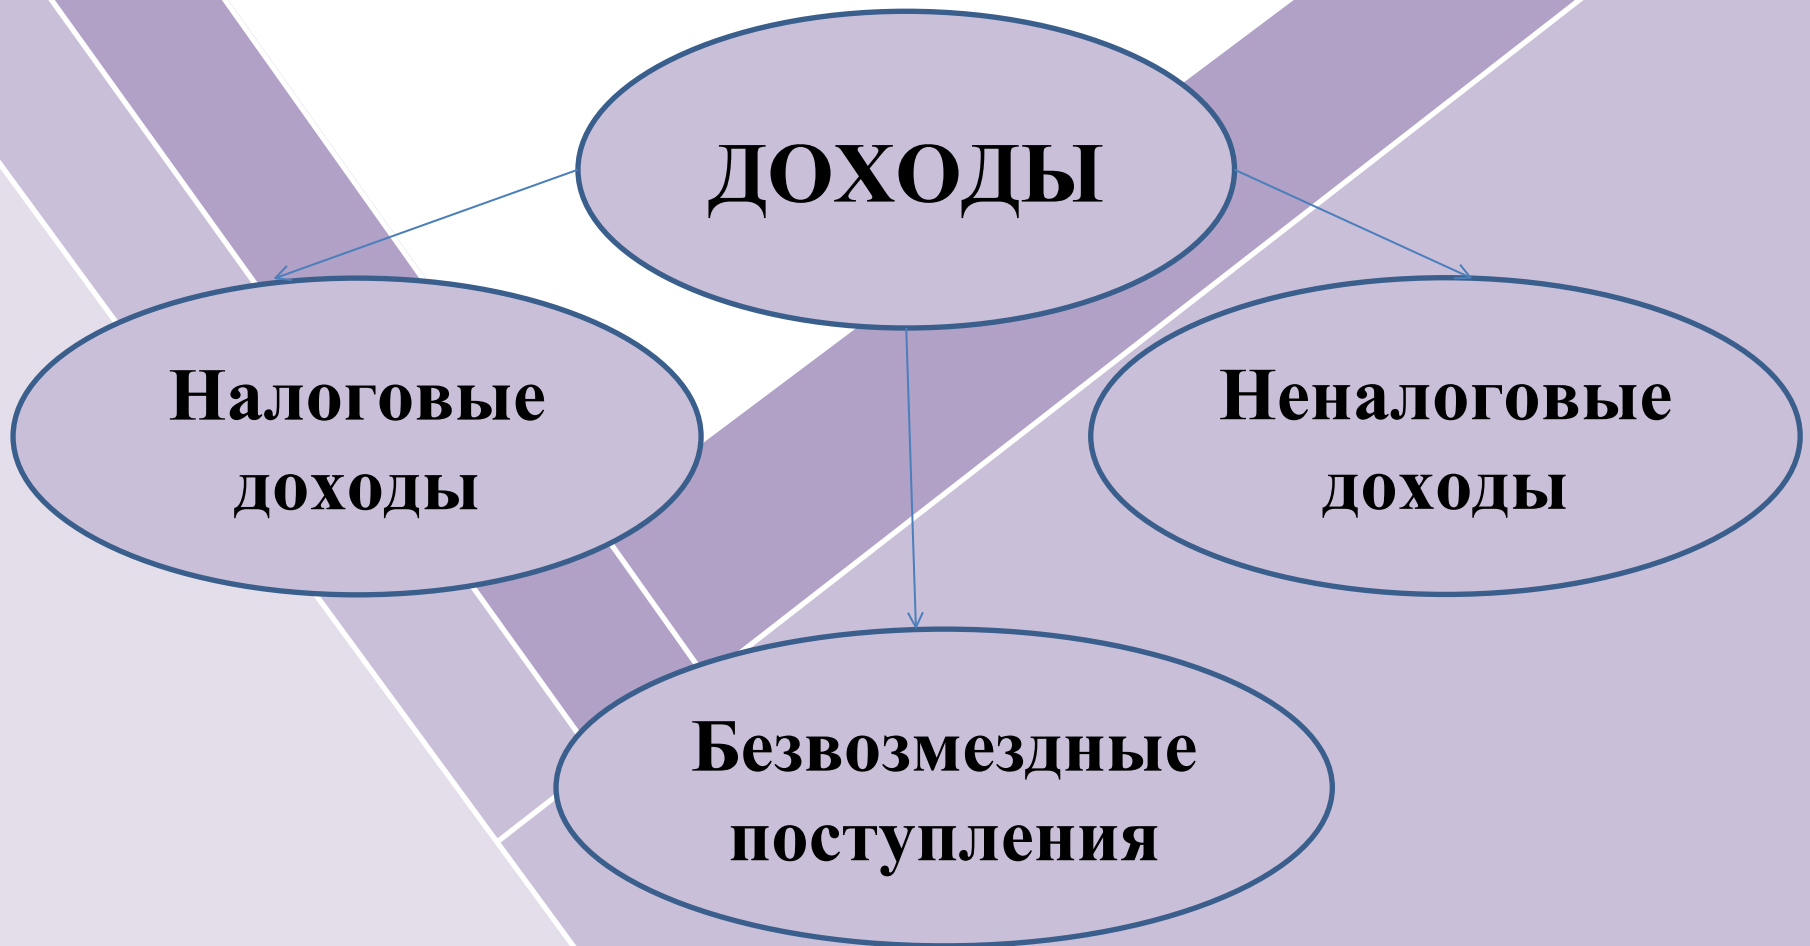 ДОХОДЫ
Налоговые
доходы
Неналоговые
доходы
Безвозмездные
поступления